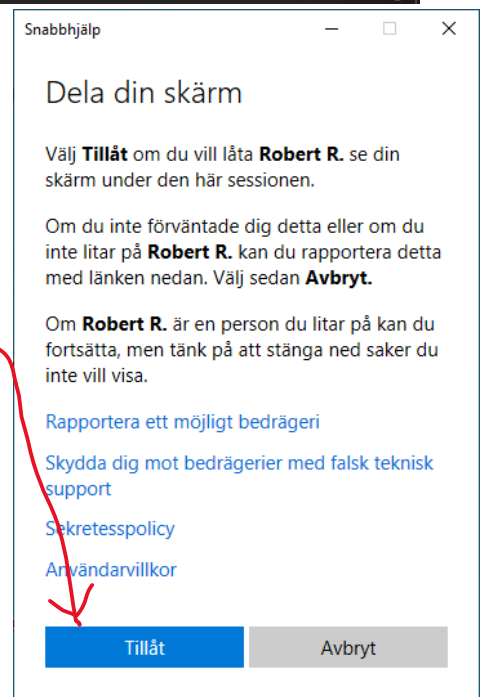 Snabbhjälp
Dela din skärm
Välj Tillåt om du vill låta Robert R. se din
skärm under den här sessionen.
Om du inte förväntade dig detta eller om du
inte litar på Robert R. kan du rapportera detta
med länken nedan. Välj sedan Avbryt.
Om Robert R. är en person du litar på kan du
fortsätta, men tänk på att stänga ned saker du
inte vill visa.
Rapportera ett möjligt bedrägeri
Skydda dig mot bedrägerier med falsk teknisk
support
Sekretesspolicy
Användarvillkor
Tillåt
Avbryt